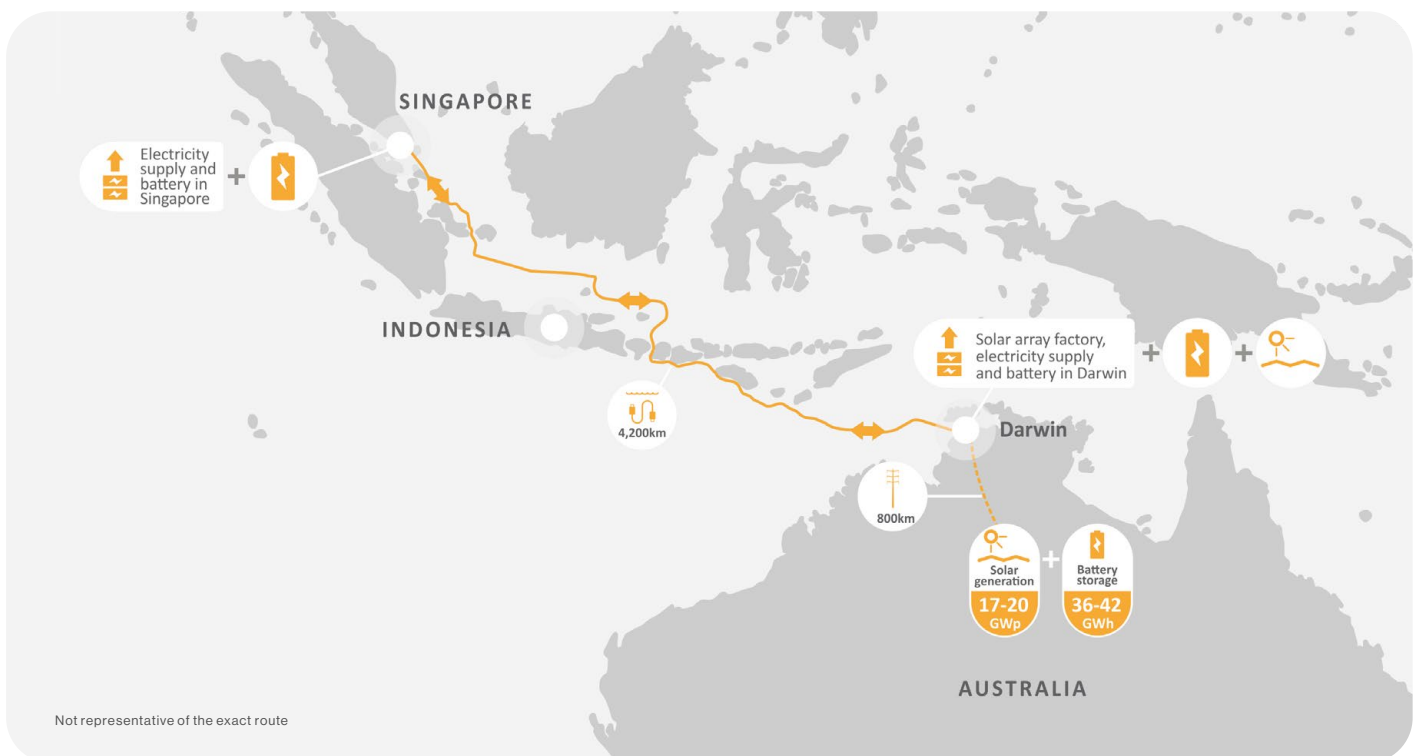 SINGAPORE
Electricity
supply and
battery in
Singapore
INDONESIA
4,200km
Solar array factory,
electricity supply
and battery in Darwin
Darwin
800km
Solar
generation
17-20
GWp
Battery
storage
36-42
GWh
AUSTRALIA
Not representative of the exact route